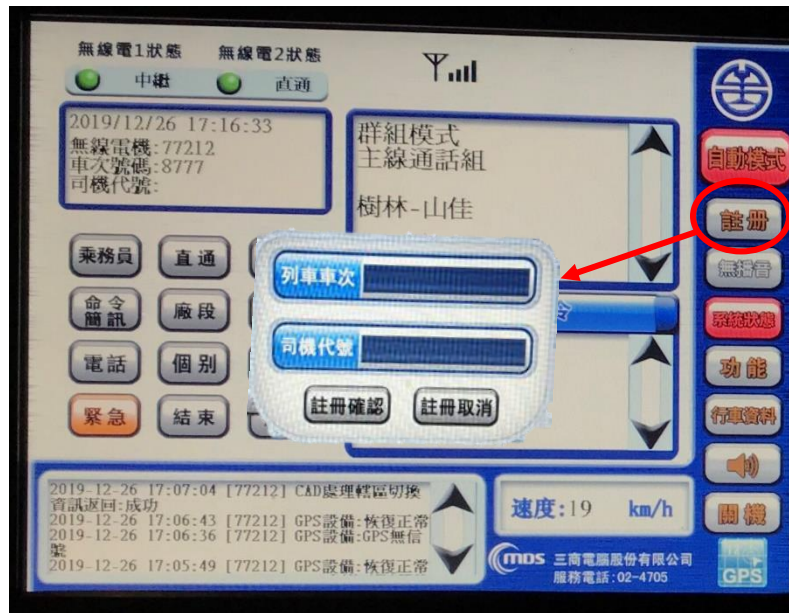 無線電1狀態 無線電2狀態
中繼 直通
2019/12/26 17:16:33
無線電機:77212
車次號碼:8777
司機代號:
群組模式
主線通話組
樹林-山佳
自動模式
註冊
無播音
系統狀態
功能
行車資料
關機
GPS
乘務員 直通
命令簡訊 廠段
電話 個別
緊急 結束
令
列車車次
司機代號
註冊確認 註冊取消
2019-12-26 17:07:04 [77212] CAD處理轄區切換
資訊返回:成功
2019-12-26 17:06:43 [77212] GPS設備:恢復正常
2019-12-26 17:06:36 [77212] GPS設備:GPS無信
號
2019-12-26 17:05:49 [77212] GPS設備:恢復正常
速度:19 km/h
mds 三商電腦股份有限公司
服務電話:02-4705